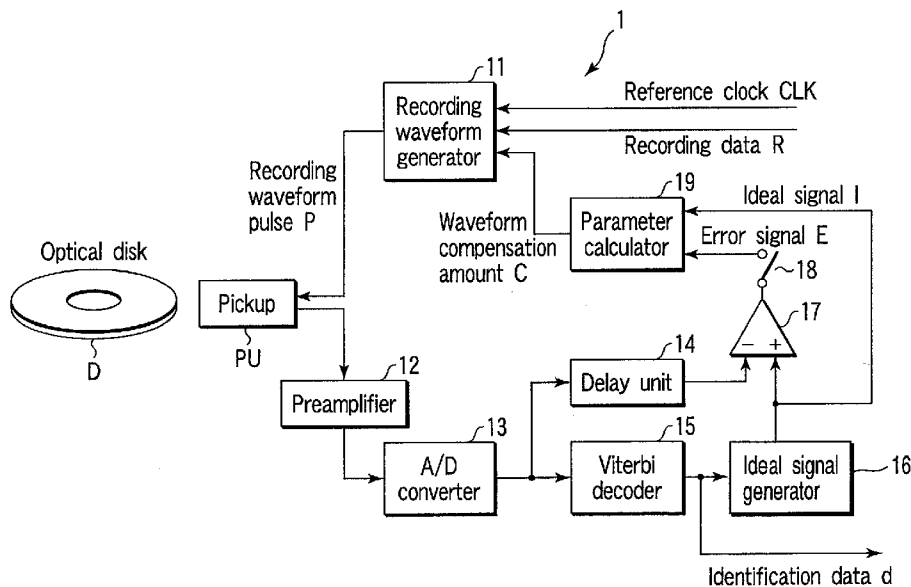 1
11
Recording
waveform
generator
Reference clock CLK
Recording data R
Recording
waveform
pulse P
19
Parameter
calculator
Ideal signal I
Waveform
compensation
amount C
Error signal E
18
Optical disk
D
Pickup
PU
17
− +
12
Preamplifier
14
Delay unit
13
A/D
converter
15
Viterbi
decoder
Ideal signal
generator
16
Identification data d